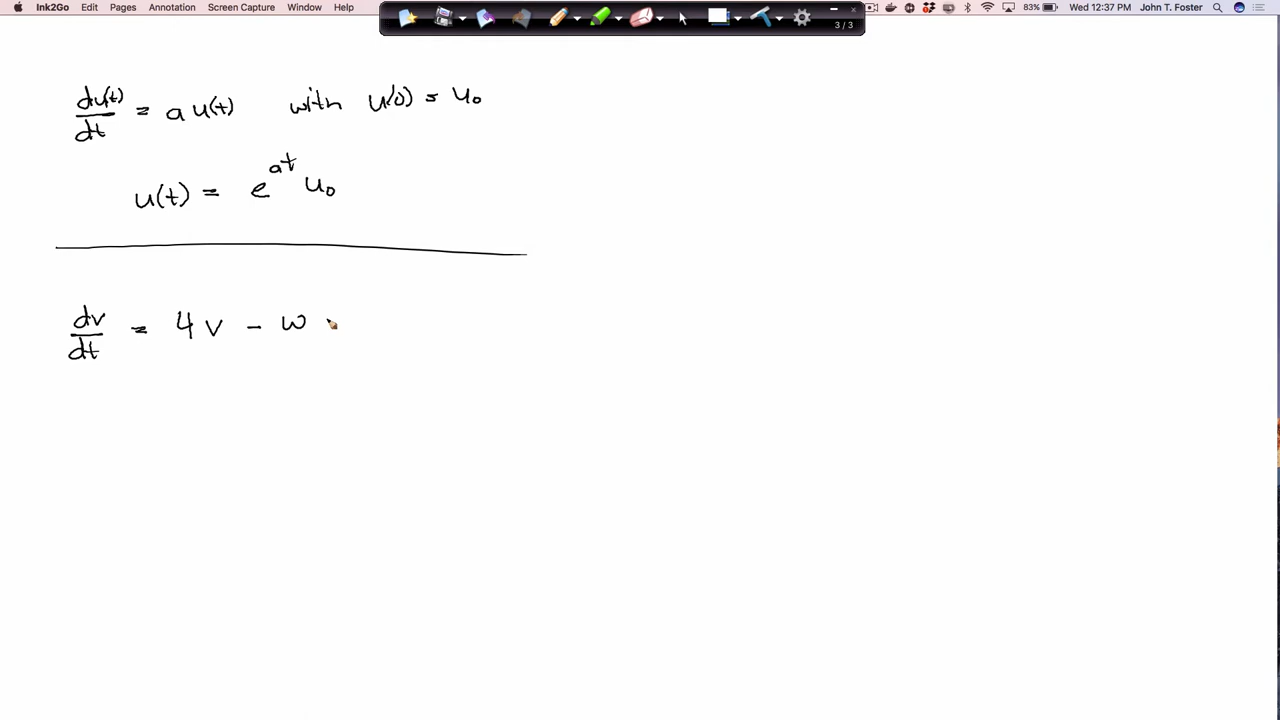 Ink2Go Edit Pages Annotation Screen Capture Window Help 83% Wed 12:37 PM John T. Foster
3 / 3
du(t)/dt = a u(t) with u(0) = u₀
u(t) = e^{at} u₀
dv/dt = 4v - w